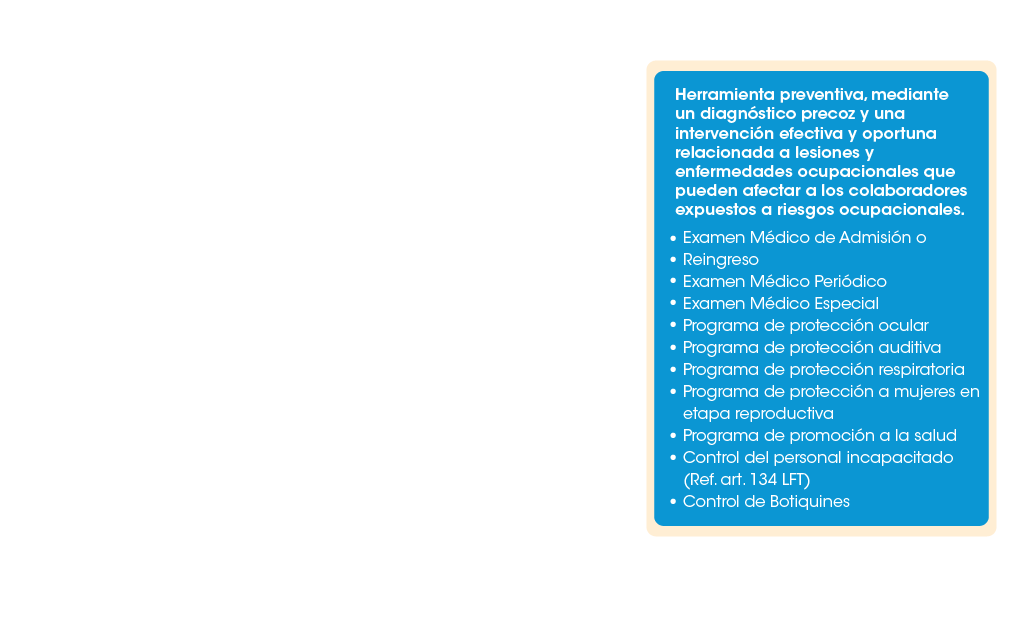 Herramienta preventiva, mediante
un diagnóstico precoz y una
intervención efectiva y oportuna
relacionada a lesiones y
enfermedades ocupacionales que
pueden afectar a los colaboradores
expuestos a riesgos ocupacionales.
• Examen Médico de Admisión o
• Reingreso
• Examen Médico Periódico
• Examen Médico Especial
• Programa de protección ocular
• Programa de protección auditiva
• Programa de protección respiratoria
• Programa de protección a mujeres en
etapa reproductiva
• Programa de promoción a la salud
• Control del personal incapacitado
(Ref. art. 134 LFT)
• Control de Botiquines